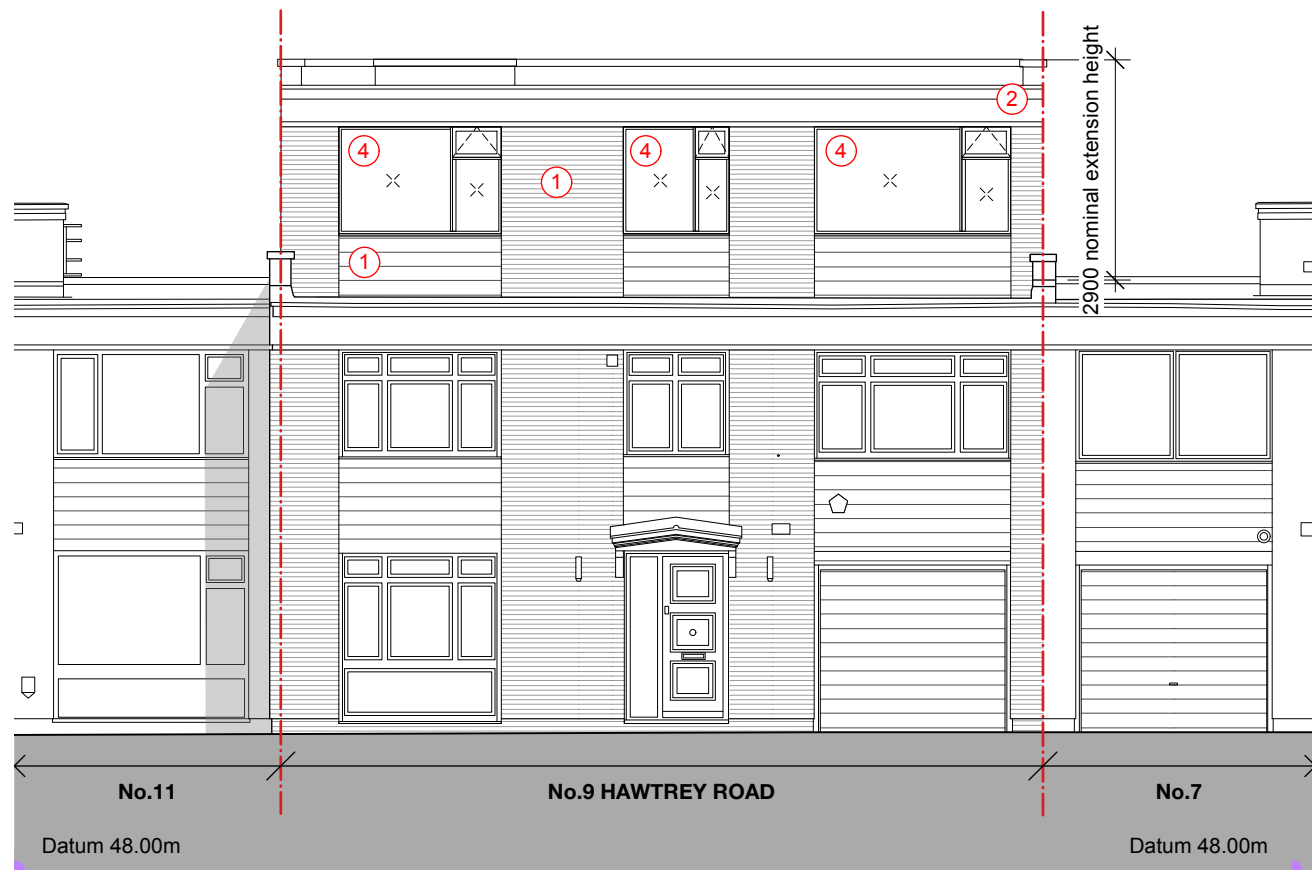 2900 nominal extension height
2
4
4
4
1
1
No.11
No.9 HAWTREY ROAD
No.7
Datum 48.00m
Datum 48.00m